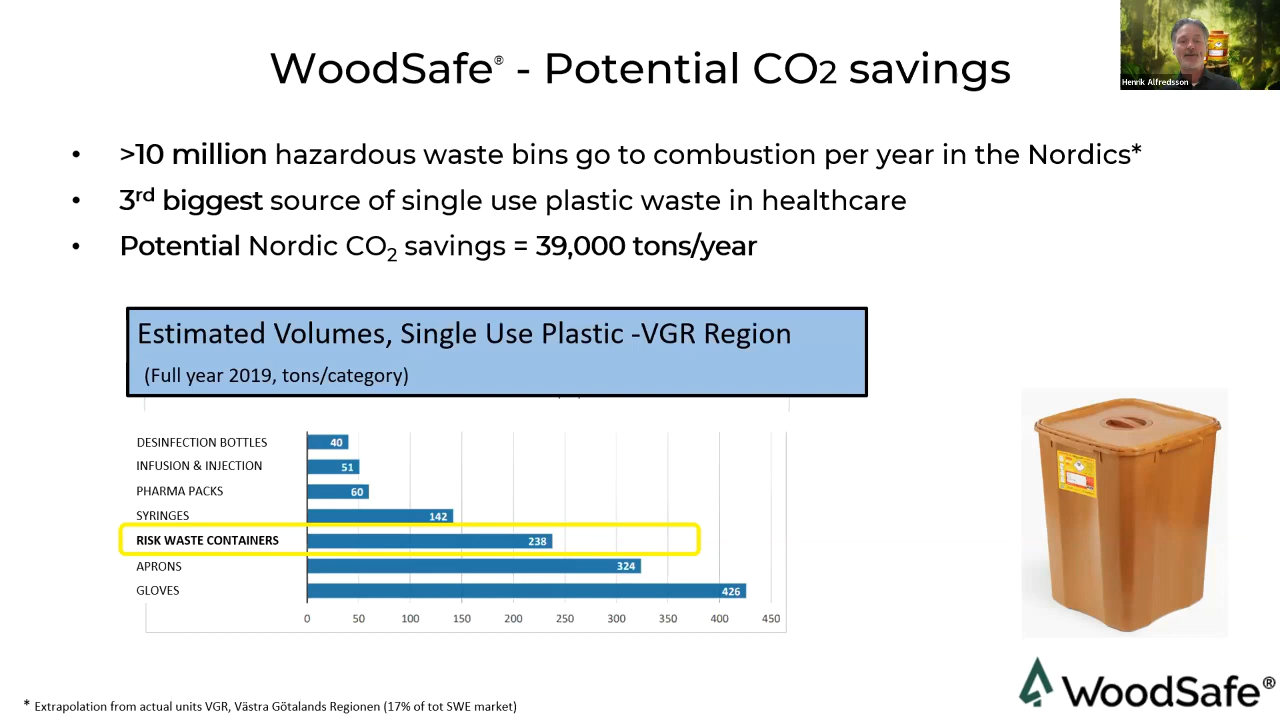 WoodSafe® - Potential CO2 savings
Henrik Alfredsson
• >10 million hazardous waste bins go to combustion per year in the Nordics*
• 3rd biggest source of single use plastic waste in healthcare
• Potential Nordic CO2 savings = 39,000 tons/year
Estimated Volumes, Single Use Plastic -VGR Region
(Full year 2019, tons/category)
DESINFECTION BOTTLES 40
INFUSION & INJECTION 51
PHARMA PACKS 60
SYRINGES 142
RISK WASTE CONTAINERS 238
APRONS 324
GLOVES 426
0 50 100 150 200 250 300 350 400 450
WoodSafe®
* Extrapolation from actual units VGR, Västra Götalands Regionen (17% of tot SWE market)